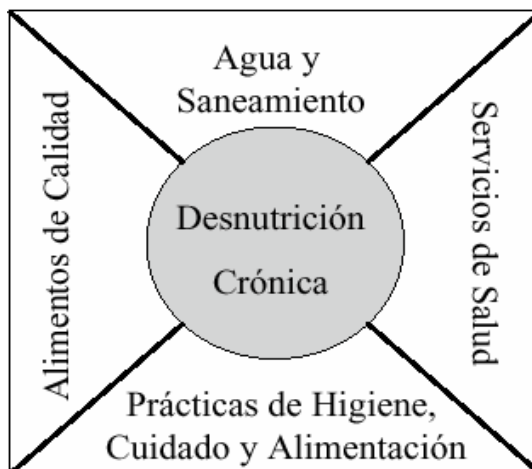 Agua y
Saneamiento
Alimentos de Calidad
Desnutrición
Crónica
Servicios de Salud
Prácticas de Higiene,
Cuidado y Alimentación